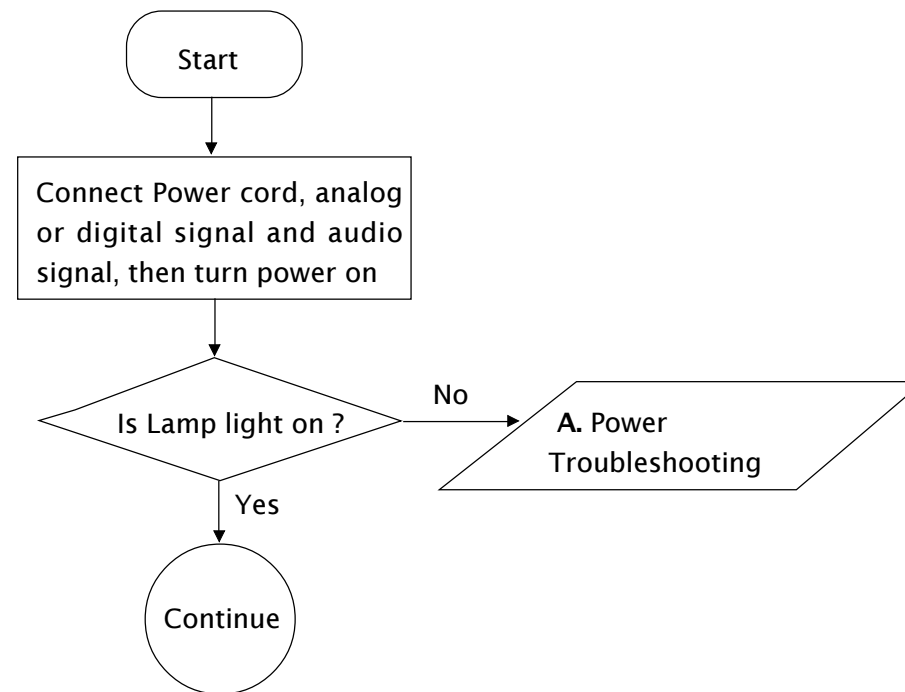 Start
Connect Power cord, analog
or digital signal and audio
signal, then turn power on
Is Lamp light on ?
No
A. Power
Troubleshooting
Yes
Continue